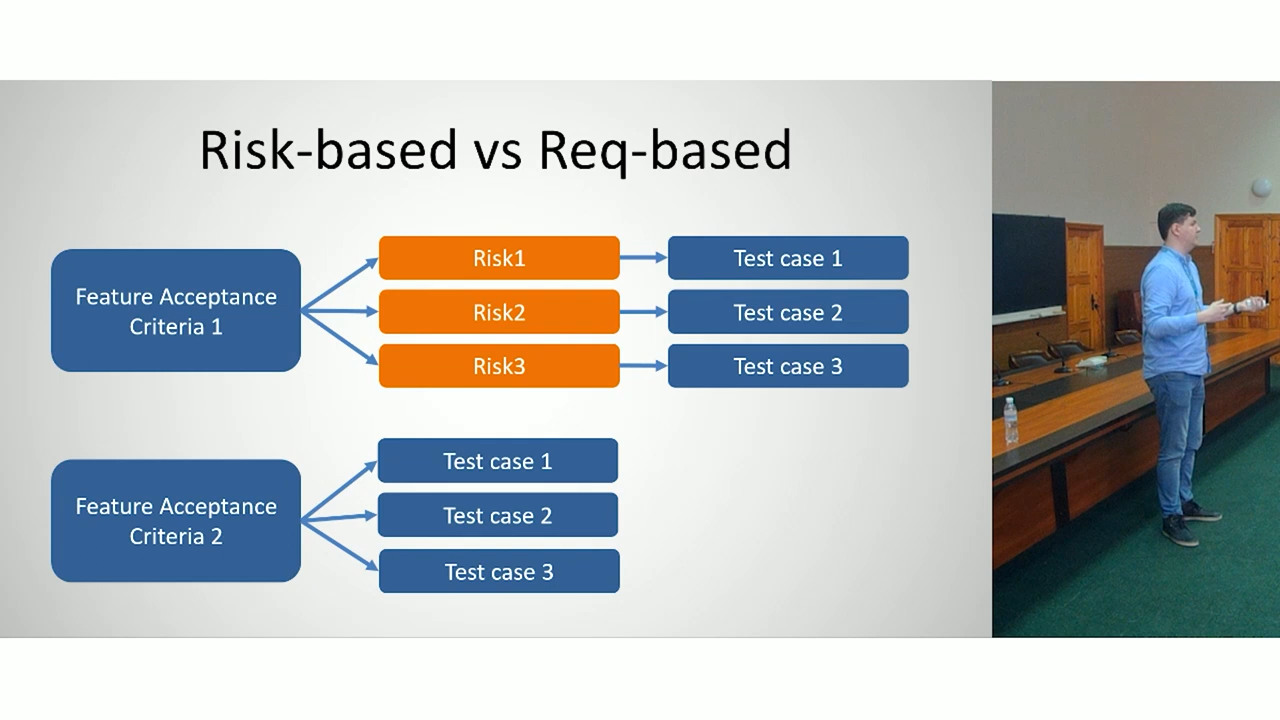 Risk-based vs Req-based
Feature Acceptance
Criteria 1
Risk1
Test case 1
Risk2
Test case 2
Risk3
Test case 3
Feature Acceptance
Criteria 2
Test case 1
Test case 2
Test case 3